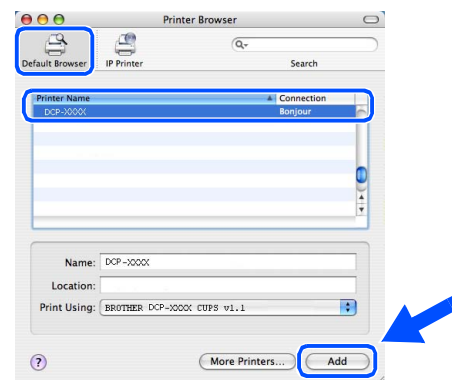 Printer Browser
Default Browser IP Printer Search
Printer Name Connection
DCP-XXXX Bonjour
Name: DCP-XXXX
Location:
Print Using: BROTHER DCP-XXXX CUPS v1.1
? More Printers... Add